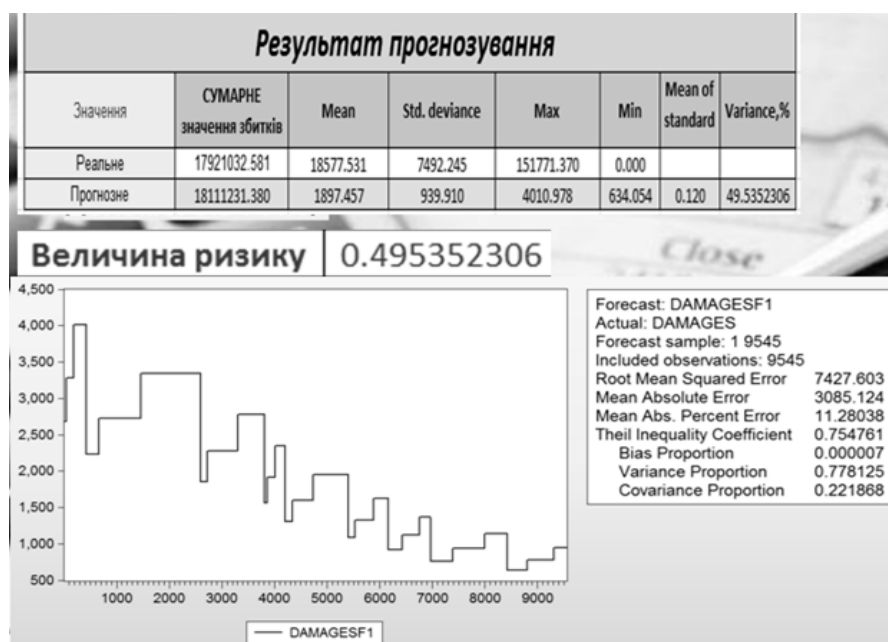 Результат прогнозування
Значення СУМАРНЕ значення збитків Mean Std. deviance Max Min Mean of standard Variance,%
Реальне 17921032.581 18577.531 7492.245 151771.370 0.000
Прогнозне 18111231.380 1897.457 939.910 4010.978 634.054 0.120 49.5352306
Close
Величина ризику 0.495352306
4,500
4,000
3,500
3,000
2,500
2,000
1,500
1,000
500
1000 2000 3000 4000 5000 6000 7000 8000 9000
DAMAGESF1
Forecast: DAMAGESF1
Actual: DAMAGES
Forecast sample: 1 9545
Included observations: 9545
Root Mean Squared Error 7427.603
Mean Absolute Error 3085.124
Mean Abs. Percent Error 11.28038
Theil Inequality Coefficient 0.754761
Bias Proportion 0.000007
Variance Proportion 0.778125
Covariance Proportion 0.221868